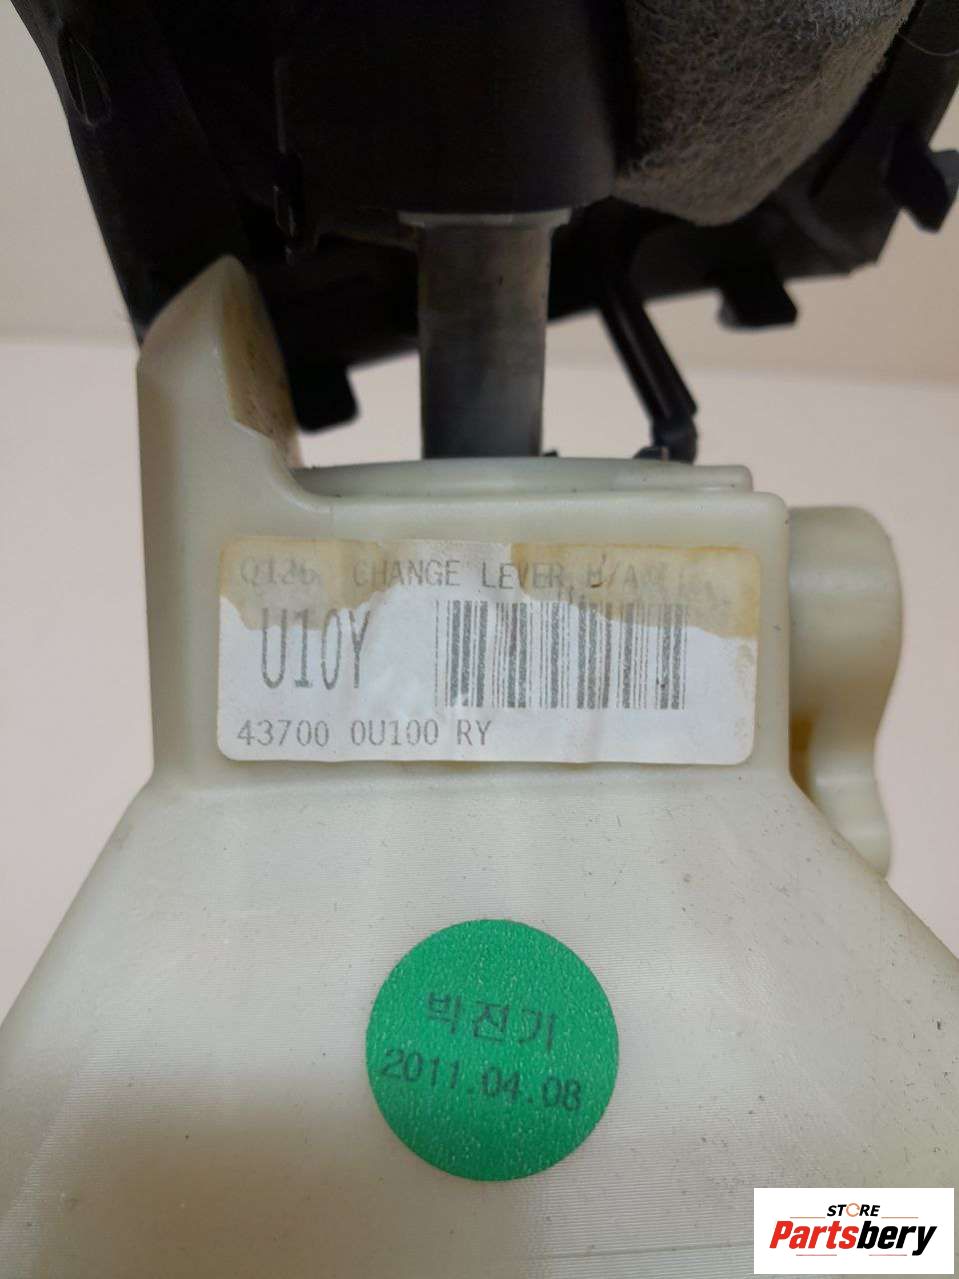 CHANGE LEVER
U10Y
43700 0U100 RY
박진기
2011.04.08
STORE
Partsbery